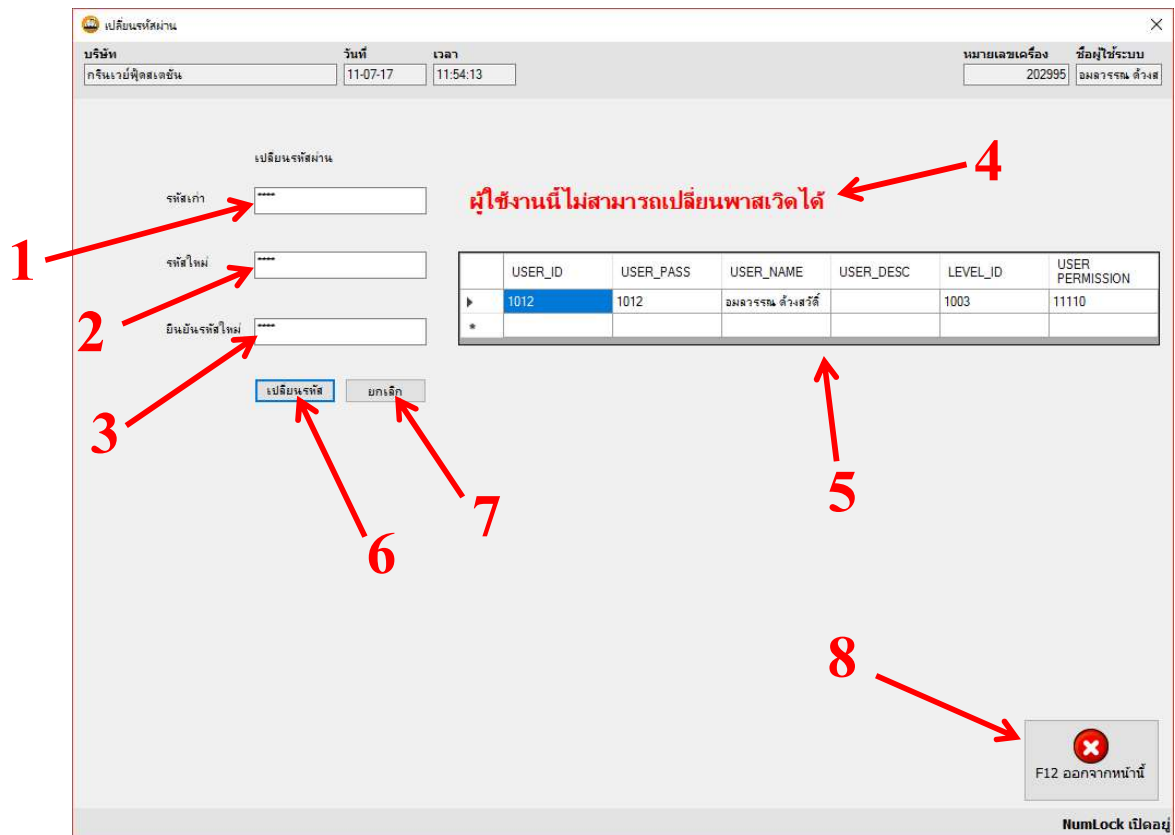 เปลี่ยนรหัสผ่าน
บริษัท วันที่ เวลา หมายเลขเครื่อง ชื่อผู้ใช้ระบบ
กรีนเวย์ฟู้ดสเตชัน 11-07-17 11:54:13 202995 อมลวรรณ ด้วงส
เปลี่ยนรหัสผ่าน
4
รหัสเก่า ****
ผู้ใช้งานนี้ไม่สามารถเปลี่ยนพาสเวิดได้
1
รหัสใหม่ ****
USER_ID USER_PASS USER_NAME USER_DESC LEVEL_ID USER PERMISSION
1012 1012 อมลวรรณ ด้วงสวัดิ์ 1003 11110
*
2
ยืนยันรหัสใหม่ ****
เปลี่ยนรหัส ยกเลิก
3
5
7
6
8
F12 ออกจากหน้านี้
NumLock เปิดอยู่